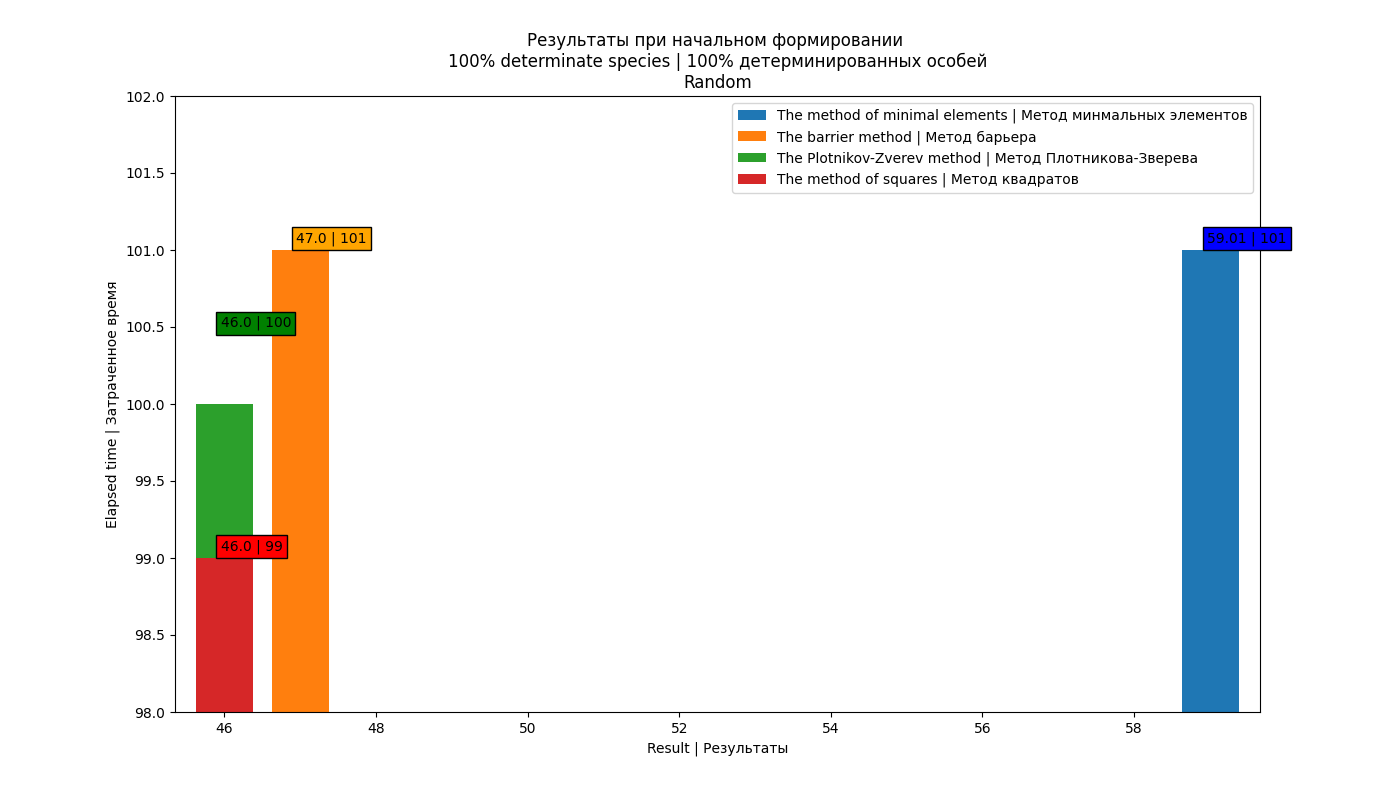 Результаты при начальном формировании
100% determinate species | 100% детерминированных особей
Random
102.0
101.5
101.0
100.5
100.0
99.5
99.0
98.5
98.0
Elapsed time | Затраченное время
The method of minimal elements | Метод минмальных элементов
The barrier method | Метод барьера
The Plotnikov-Zverev method | Метод Плотникова-Зверева
The method of squares | Метод квадратов
47.0 | 101
59.01 | 101
46.0 | 100
46.0 | 99
46
48
50
52
54
56
58
Result | Результаты